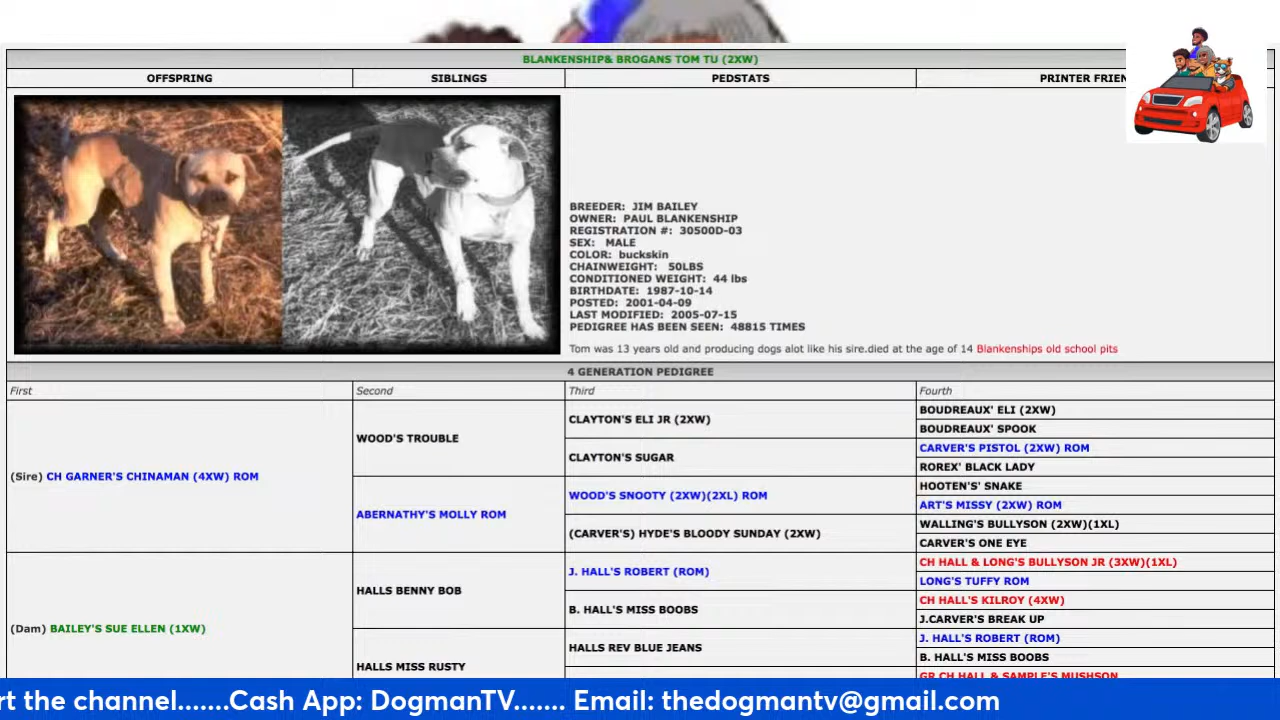 BLANKENSHIP& BROGANS TOM TU (2XW)
OFFSPRING SIBLINGS PEDSTATS PRINTER FRIEN
BREEDER: JIM BAILEY
OWNER: PAUL BLANKENSHIP
REGISTRATION #: 30500D-03
SEX: MALE
COLOR: buckskin
CHAINWEIGHT: 50LBS
CONDITIONED WEIGHT: 44 lbs
BIRTHDATE: 1987-10-14
POSTED: 2001-04-09
LAST MODIFIED: 2005-07-15
PEDIGREE HAS BEEN SEEN: 48815 TIMES
Tom was 13 years old and producing dogs alot like his sire.died at the age of 14 Blankenships old school pits
4 GENERATION PEDIGREE
First Second Third Fourth
(Sire) CH GARNER'S CHINAMAN (4XW) ROM
WOOD'S TROUBLE
CLAYTON'S ELI JR (2XW)
BOUDREAUX' ELI (2XW)
BOUDREAUX' SPOOK
CLAYTON'S SUGAR
CARVER'S PISTOL (2XW) ROM
ROREX' BLACK LADY
ABERNATHY'S MOLLY ROM
WOOD'S SNOOTY (2XW)(2XL) ROM
HOOTEN'S' SNAKE
ART'S MISSY (2XW) ROM
(CARVER'S) HYDE'S BLOODY SUNDAY (2XW)
WALLING'S BULLYSON (2XW)(1XL)
CARVER'S ONE EYE
(Dam) BAILEY'S SUE ELLEN (1XW)
HALLS BENNY BOB
J. HALL'S ROBERT (ROM)
CH HALL & LONG'S BULLYSON JR (3XW)(1XL)
LONG'S TUFFY ROM
B. HALL'S MISS BOOBS
CH HALL'S KILROY (4XW)
J.CARVER'S BREAK UP
HALLS MISS RUSTY
HALLS REV BLUE JEANS
J. HALL'S ROBERT (ROM)
B. HALL'S MISS BOOBS
GR CH HALL & SAMPLE'S MUSHSON
rt the channel.......Cash App: DogmanTV....... Email: thedogmantv@gmail.com